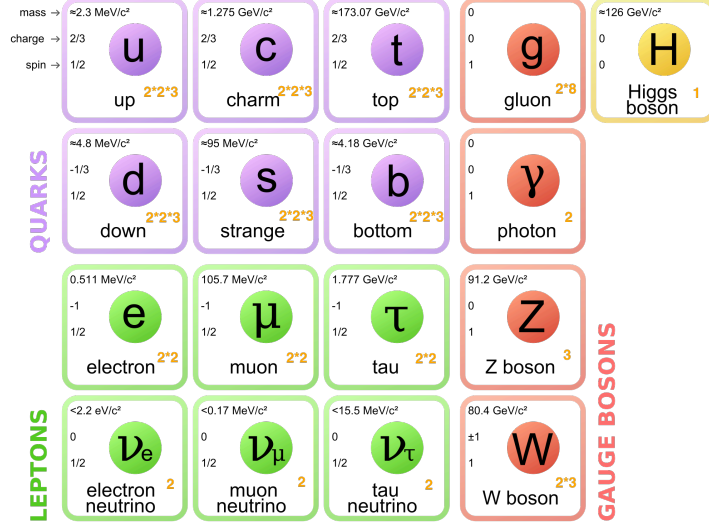 mass → ≈2.3 MeV/c² ≈1.275 GeV/c² ≈173.07 GeV/c² 0 ≈126 GeV/c²
charge → 2/3 2/3 2/3 0 0
spin → 1/2 1/2 1/2 1 0
u c t g H
2*2*3 2*2*3 2*2*3 2*8 1
up charm top gluon Higgs
boson
QUARKS
≈4.8 MeV/c² ≈95 MeV/c² ≈4.18 GeV/c² 0
-1/3 -1/3 -1/3 0
1/2 1/2 1/2 1
d s b γ
2*2*3 2*2*3 2*2*3 2
down strange bottom photon
0.511 MeV/c² 105.7 MeV/c² 1.777 GeV/c² 91.2 GeV/c²
-1 -1 -1 0
1/2 1/2 1/2 1
e μ τ Z
2*2 2*2 2*2 3
electron muon tau Z boson
LEPTONS
<2.2 eV/c² <0.17 MeV/c² <15.5 MeV/c² 80.4 GeV/c²
0 0 0 ±1
1/2 1/2 1/2 1
νe νμ ντ W
2 2 2 2*3
electron muon tau W boson
neutrino neutrino neutrino
GAUGE BOSONS